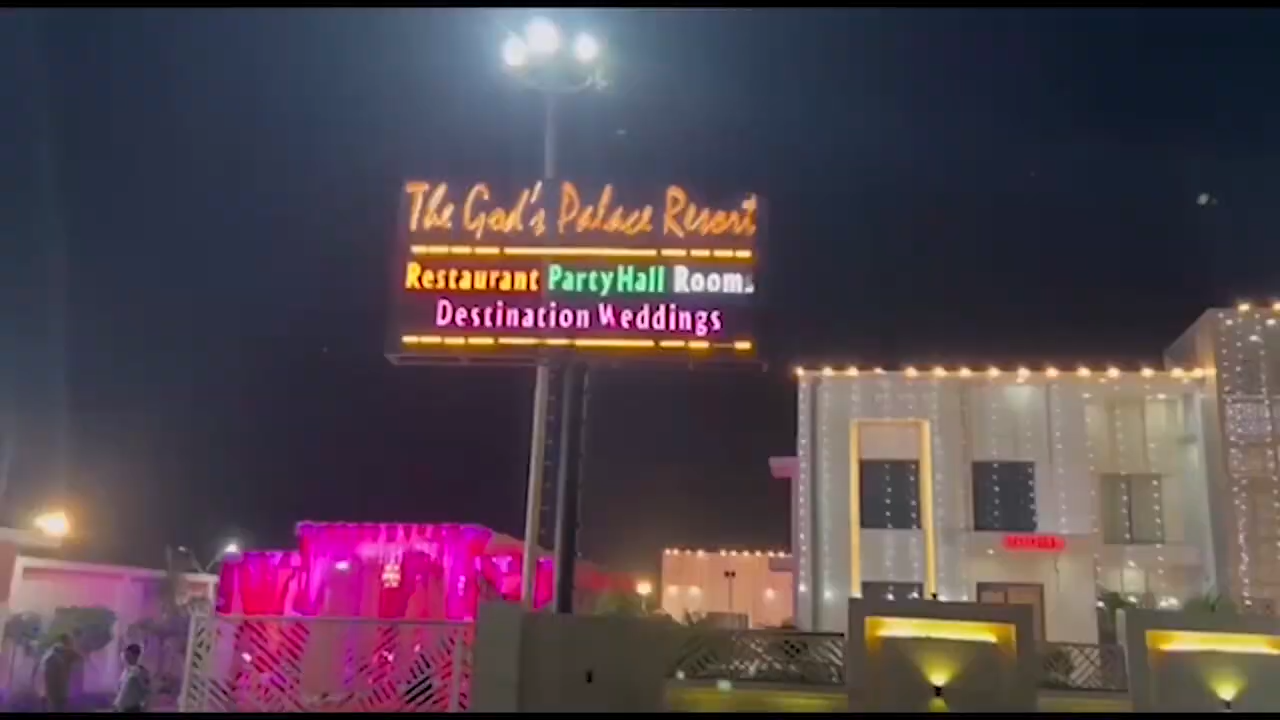 The God's Palace Resort
Restaurant PartyHall Rooms
Destination Weddings